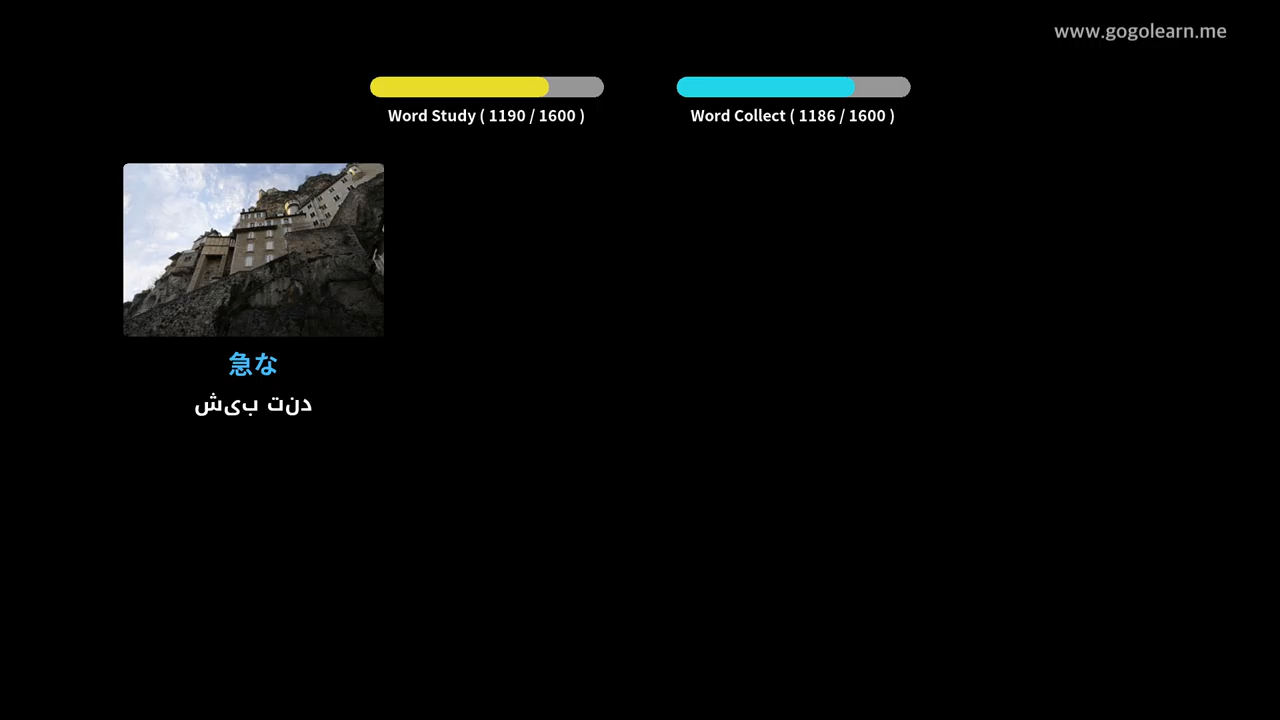 www.gogolearn.me
Word Study ( 1190 / 1600 )
Word Collect ( 1186 / 1600 )
急な
دنت بیش